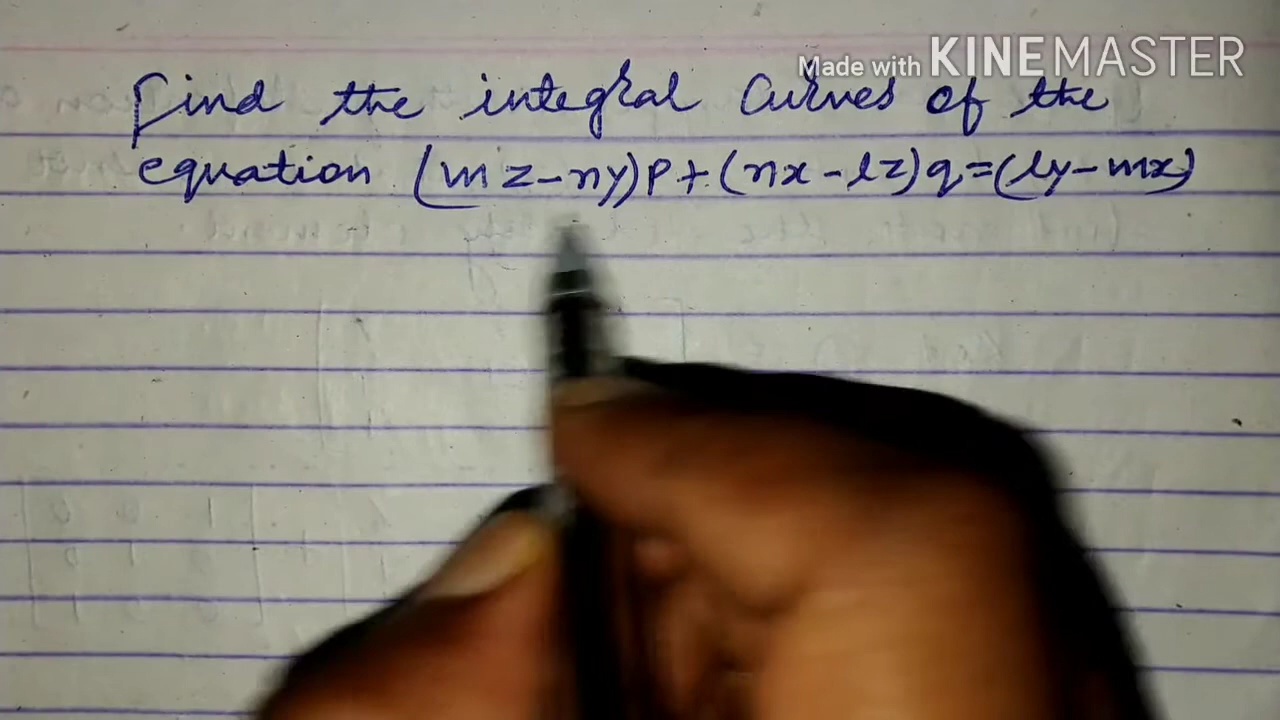 Made with KINEMASTER
Find the integral curves of the
equation (mz-ny)p+(nx-lz)q=(ly-mx)